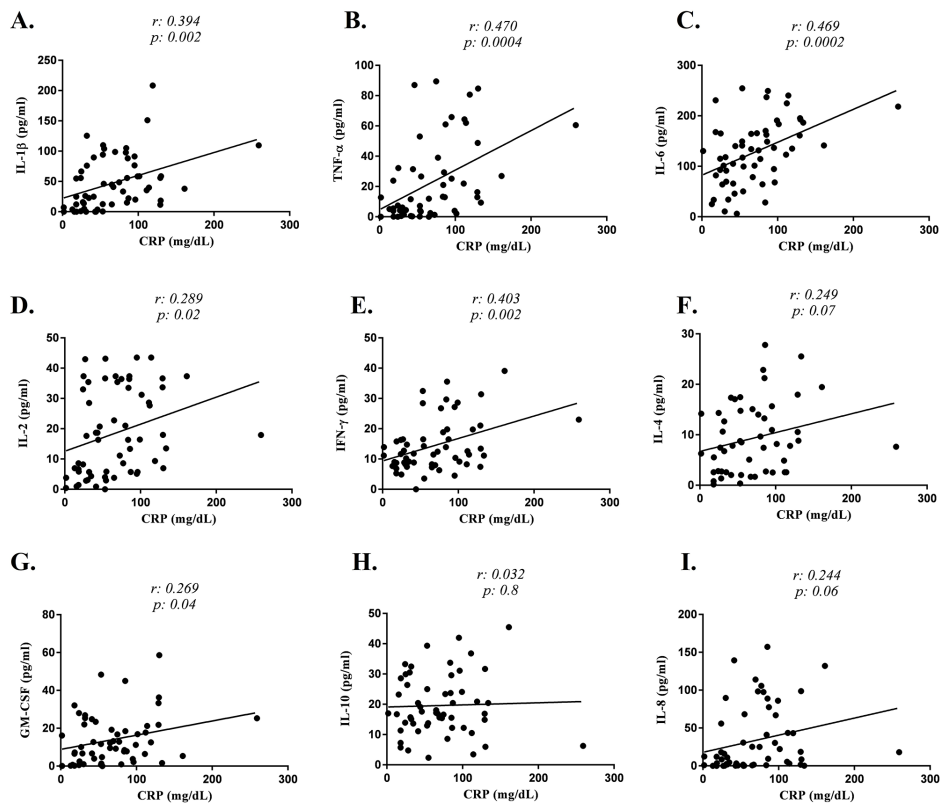 A.
r: 0.394
p: 0.002
IL-1β (pg/ml)
250
200
150
100
50
0
0 100 200 300
CRP (mg/dL)
B.
r: 0.470
p: 0.0004
TNF-α (pg/ml)
100
80
60
40
20
0
0 100 200 300
CRP (mg/dL)
C.
r: 0.469
p: 0.0002
IL-6 (pg/ml)
300
200
100
0
0 100 200 300
CRP (mg/dL)
D.
r: 0.289
p: 0.02
IL-2 (pg/ml)
50
40
30
20
10
0
0 100 200 300
CRP (mg/dL)
E.
r: 0.403
p: 0.002
IFN-γ (pg/ml)
50
40
30
20
10
0
0 100 200 300
CRP (mg/dL)
F.
r: 0.249
p: 0.07
IL-4 (pg/ml)
30
20
10
0
0 100 200 300
CRP (mg/dL)
G.
r: 0.269
p: 0.04
GM-CSF (pg/ml)
80
60
40
20
0
0 100 200 300
CRP (mg/dL)
H.
r: 0.032
p: 0.8
IL-10 (pg/ml)
50
40
30
20
10
0
0 100 200 300
CRP (mg/dL)
I.
r: 0.244
p: 0.06
IL-8 (pg/ml)
200
150
100
50
0
0 100 200 300
CRP (mg/dL)